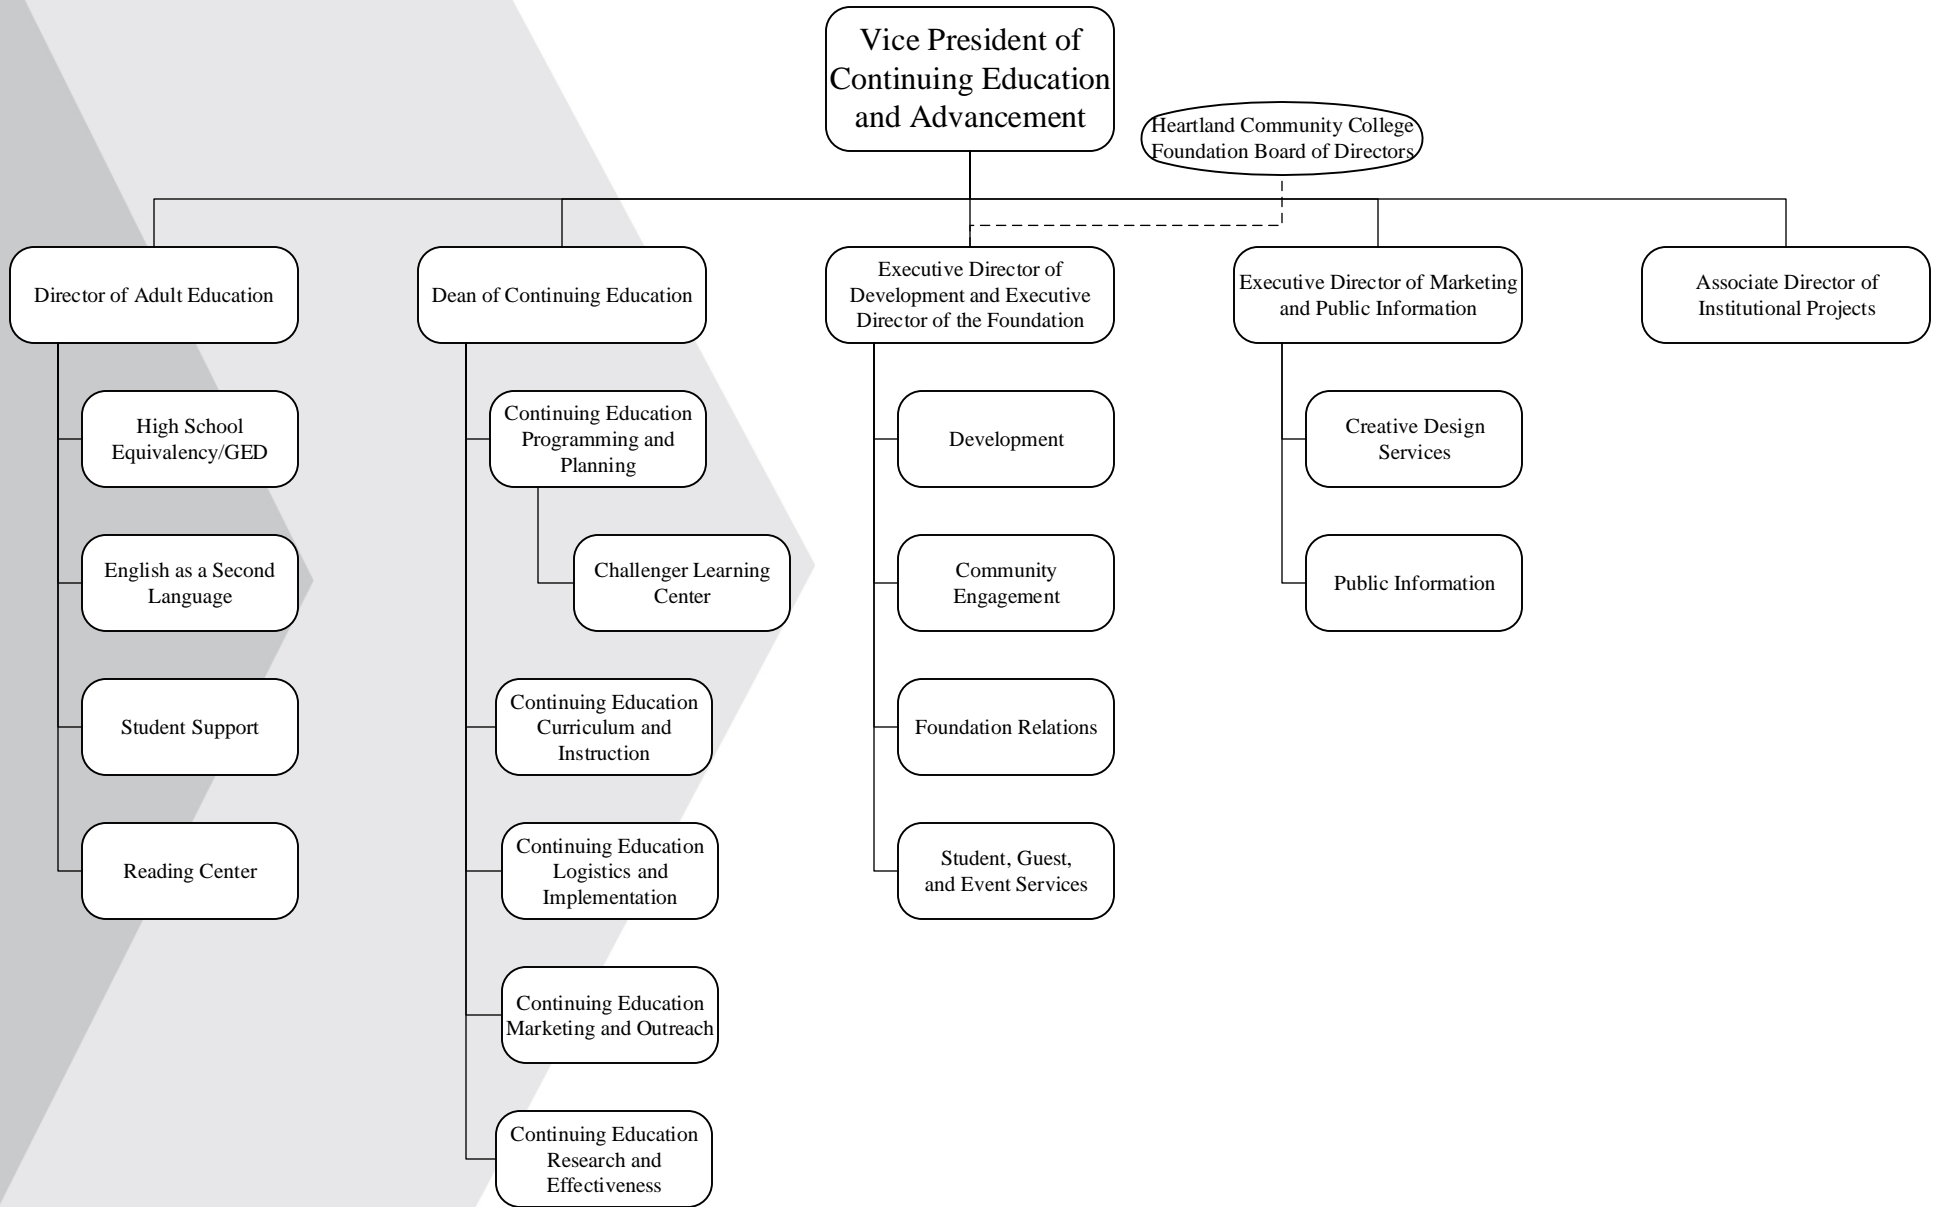 Vice President of
Continuing Education
and Advancement
Heartland Community College
Foundation Board of Directors
Director of Adult Education
Dean of Continuing Education
Executive Director of
Development and Executive
Director of the Foundation
Executive Director of Marketing
and Public Information
Associate Director of
Institutional Projects
High School
Equivalency/GED
English as a Second
Language
Student Support
Reading Center
Continuing Education
Programming and
Planning
Challenger Learning
Center
Continuing Education
Curriculum and
Instruction
Continuing Education
Logistics and
Implementation
Continuing Education
Marketing and Outreach
Continuing Education
Research and
Effectiveness
Development
Community
Engagement
Foundation Relations
Student, Guest,
and Event Services
Creative Design
Services
Public Information